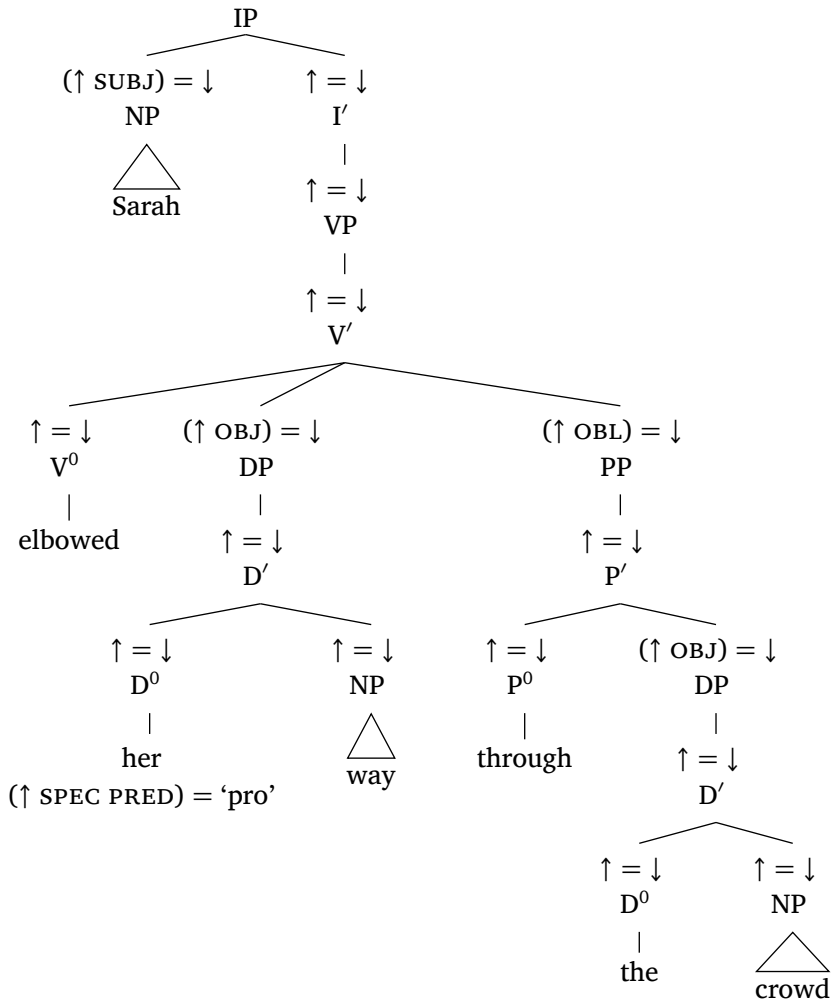 IP
(↑ SUBJ) = ↓ ↑ = ↓
NP I′
Sarah
↑ = ↓
VP
↑ = ↓
V′
↑ = ↓ (↑ OBJ) = ↓ (↑ OBL) = ↓
V⁰ DP PP
elbowed
↑ = ↓ ↑ = ↓
D′ P′
↑ = ↓ ↑ = ↓ ↑ = ↓ (↑ OBJ) = ↓
D⁰ NP P⁰ DP
her way through ↑ = ↓
(↑ SPEC PRED) = ‘pro’ D′
↑ = ↓ ↑ = ↓
D⁰ NP
the crowd